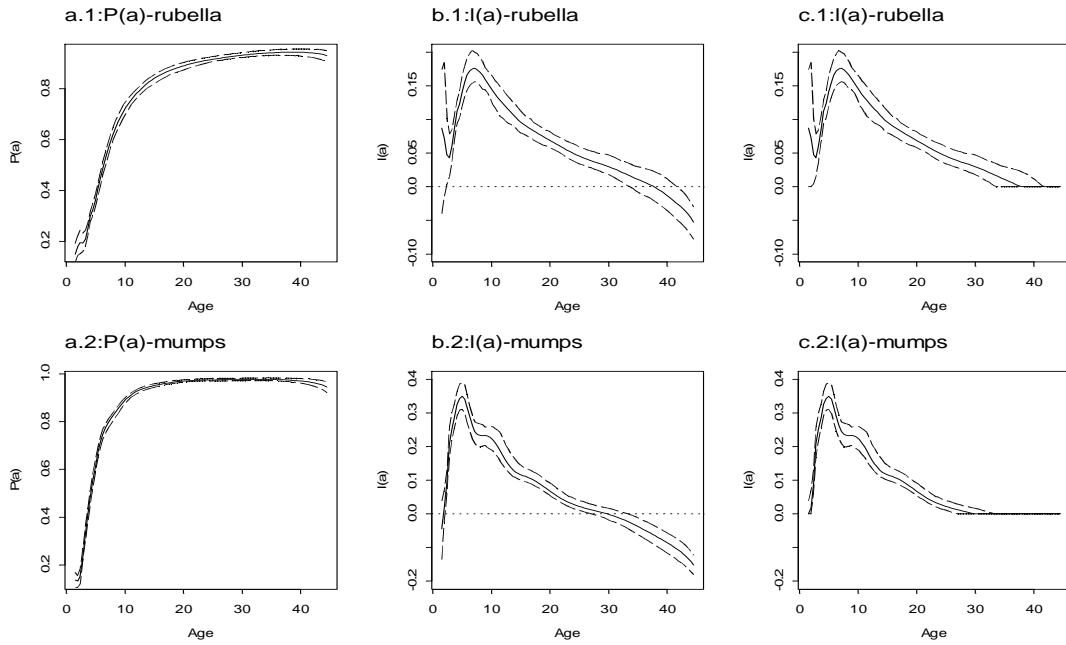 a.1:P(a)-rubella
P(a)
0.8
0.6
0.4
0.2
0 10 20 30 40
Age
b.1:I(a)-rubella
I(a)
0.15
0.05
0.0
-0.10
0 10 20 30 40
Age
c.1:I(a)-rubella
I(a)
0.15
0.05
0.0
-0.10
0 10 20 30 40
Age
a.2:P(a)-mumps
P(a)
1.0
0.8
0.6
0.4
0.2
0 10 20 30 40
Age
b.2:I(a)-mumps
I(a)
0.4
0.3
0.2
0.1
0.0
-0.2
0 10 20 30 40
Age
c.2:I(a)-mumps
I(a)
0.4
0.3
0.2
0.1
0.0
-0.2
0 10 20 30 40
Age